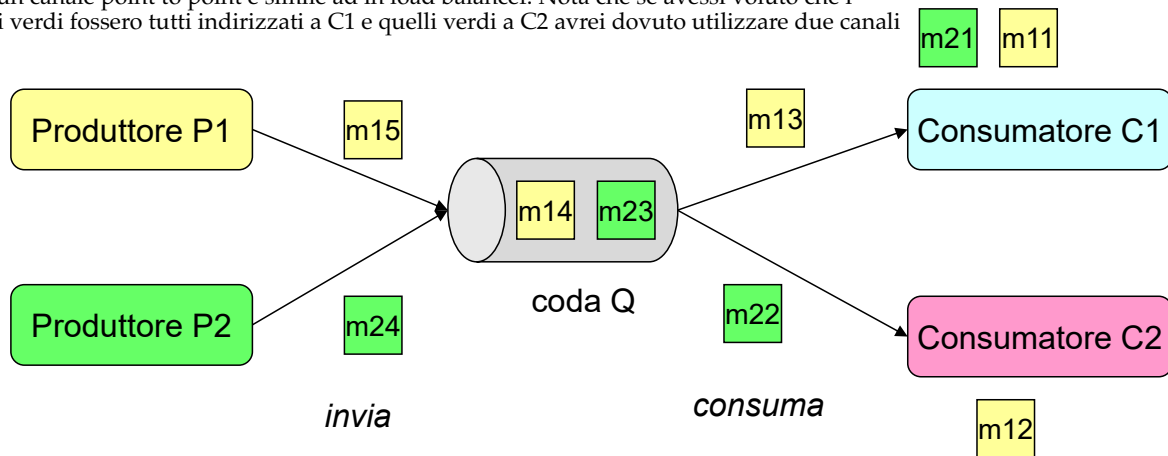 un canale point to point è simile ad in load balancer. Nota che se avessi voluto che i
i verdi fossero tutti indirizzati a C1 e quelli verdi a C2 avrei dovuto utilizzare due canali
m21 m11
Produttore P1
m15
m13
Consumatore C1
m14 m23
coda Q
Produttore P2
m24
m22
Consumatore C2
invia
consuma
m12